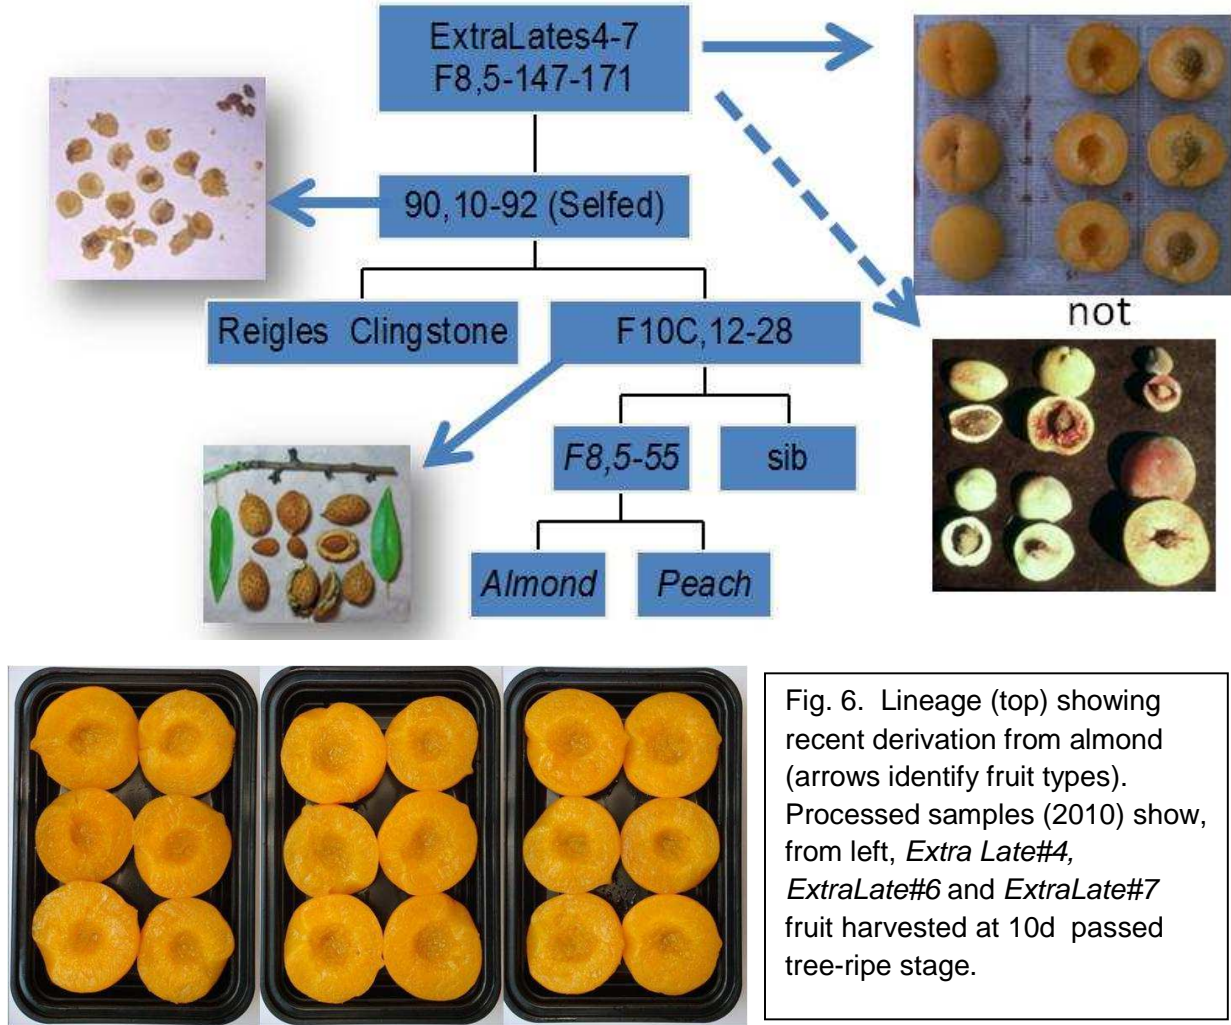 ExtraLates4-7
F8,5-147-171
90,10-92 (Selfed)
Reigles Clingstone
F10C,12-28
not
F8,5-55
sib
Almond
Peach
Fig. 6. Lineage (top) showing
recent derivation from almond
(arrows identify fruit types).
Processed samples (2010) show,
from left, Extra Late#4,
ExtraLate#6 and ExtraLate#7
fruit harvested at 10d passed
tree-ripe stage.